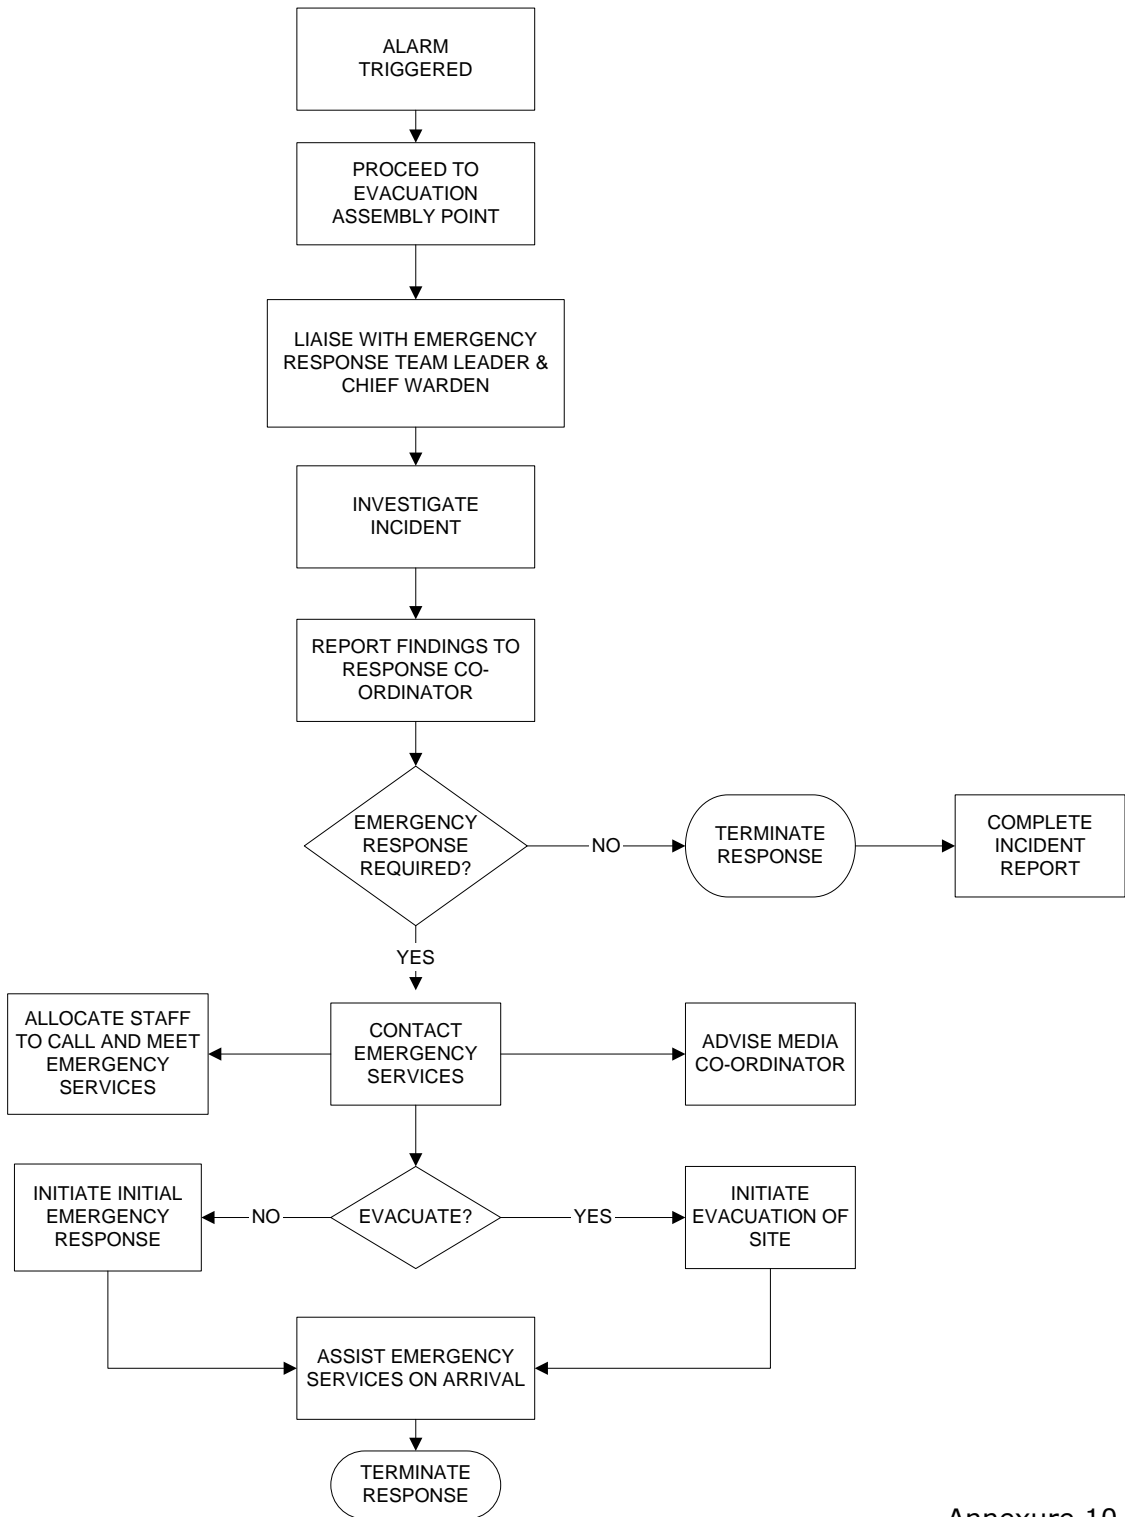 ALARM
TRIGGERED
PROCEED TO
EVACUATION
ASSEMBLY POINT
LIAISE WITH EMERGENCY
RESPONSE TEAM LEADER &
CHIEF WARDEN
INVESTIGATE
INCIDENT
REPORT FINDINGS TO
RESPONSE CO-
ORDINATOR
EMERGENCY
RESPONSE
REQUIRED?
NO
TERMINATE
RESPONSE
COMPLETE
INCIDENT
REPORT
YES
ALLOCATE STAFF
TO CALL AND MEET
EMERGENCY
SERVICES
CONTACT
EMERGENCY
SERVICES
ADVISE MEDIA
CO-ORDINATOR
INITIATE INITIAL
EMERGENCY
RESPONSE
NO
EVACUATE?
YES
INITIATE
EVACUATION OF
SITE
ASSIST EMERGENCY
SERVICES ON ARRIVAL
TERMINATE
RESPONSE
Annexure 10